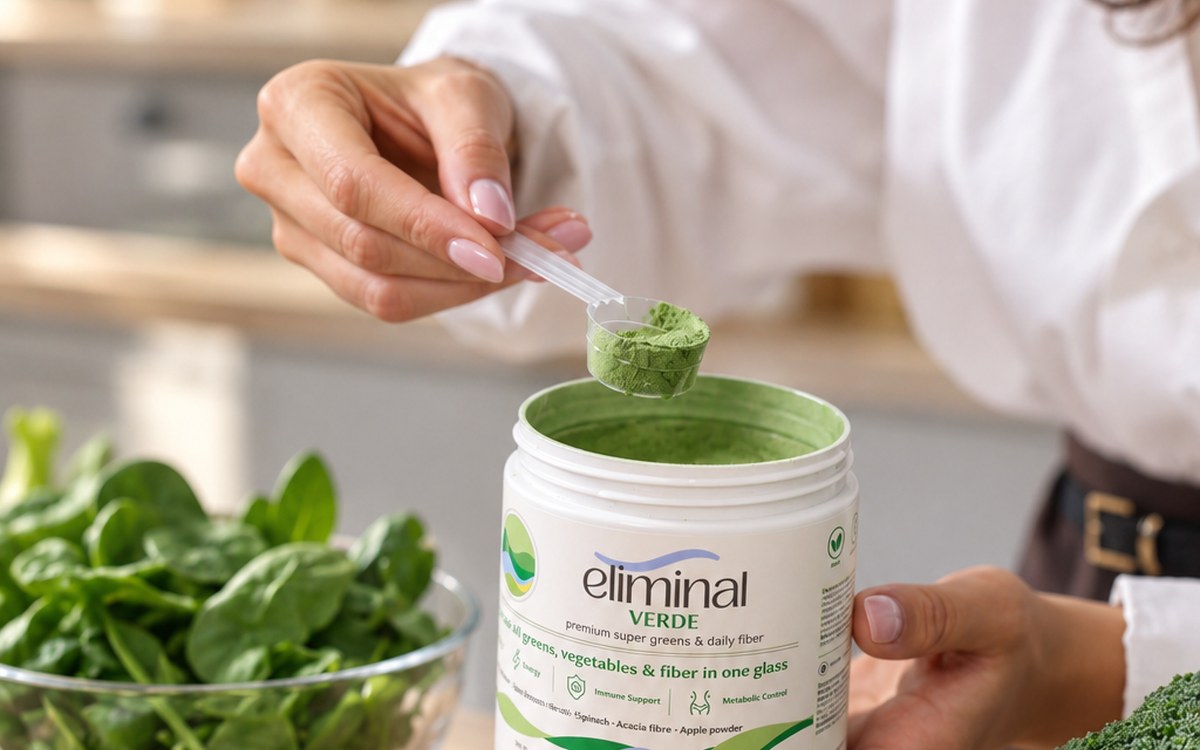 eliminal
VERDE
premium super greens & daily fiber
All greens, vegetables & fiber in one glass
Energy
Immune Support
Metabolic Control
Spinach - Acacia fibre - Apple powder